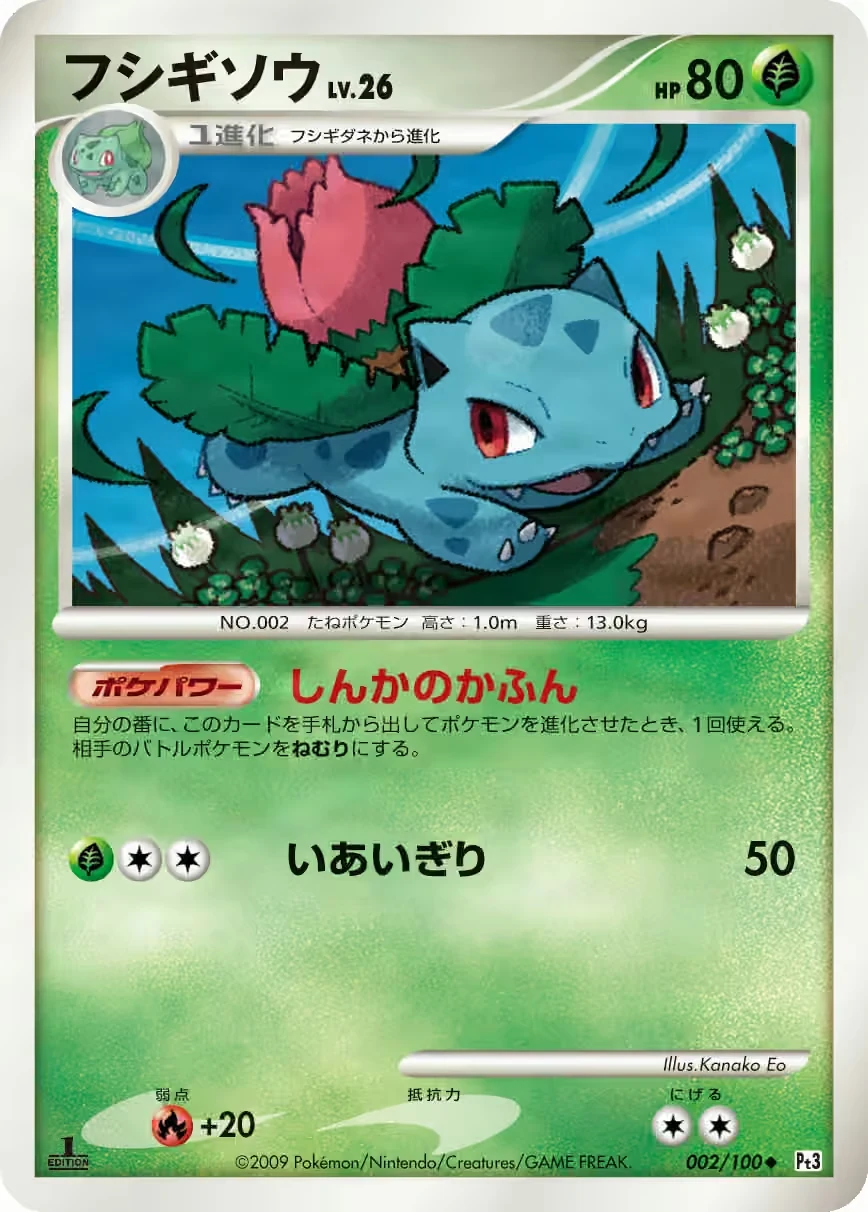 フシギソウ LV.26 HP 80
1進化 フシギダネから進化
NO.002 たねポケモン 高さ：1.0m 重さ：13.0kg
ポケパワー しんかのかふん
自分の番に、このカードを手札から出してポケモンを進化させたとき、1回使える。
相手のバトルポケモンをねむりにする。
いあいぎり 50
Illus.Kanako Eo
弱点 抵抗力 にげる
+20
1 EDITION
©2009 Pokémon/Nintendo/Creatures/GAME FREAK. 002/100 Pt3